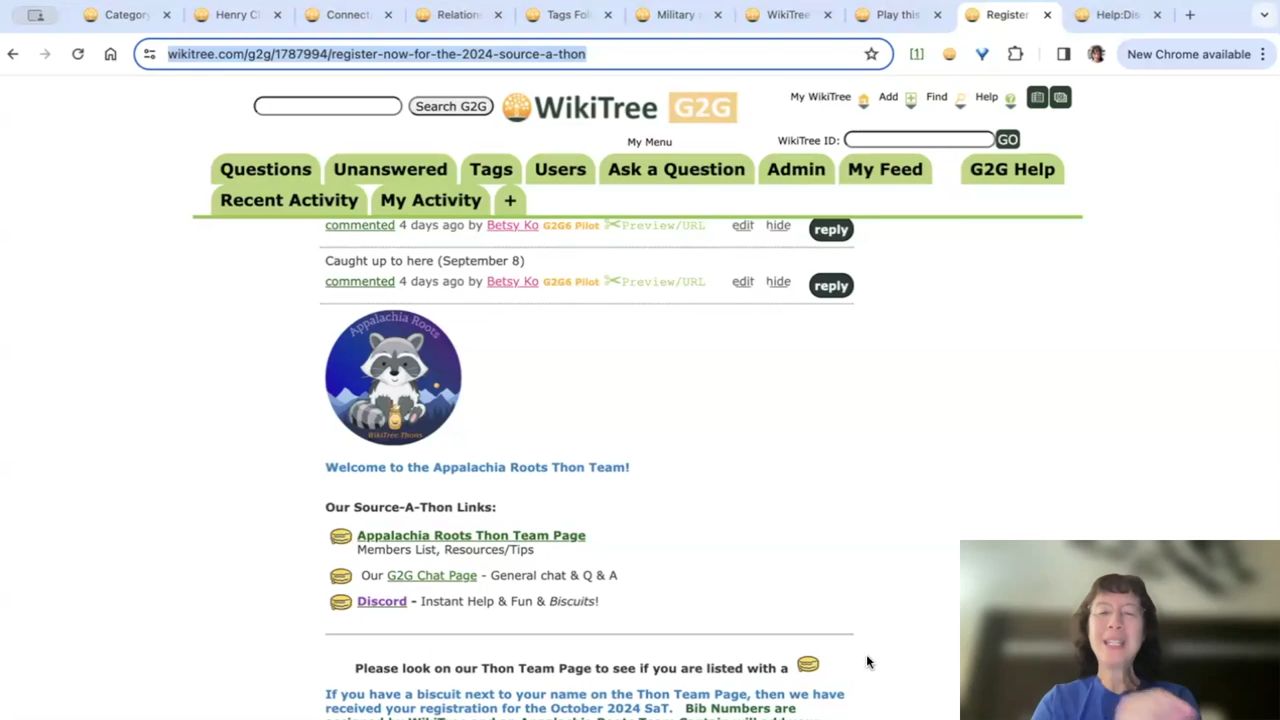 Category
Henry Cl
Connect
Relation
Tags Fol
Military a
WikiTree
Play this
Register
Help:Dis
wikitree.com/g2g/1787994/register-now-for-the-2024-source-a-thon
[1]
New Chrome available
Search G2G
WikiTree G2G
My WikiTree Add Find Help
My Menu
WikiTree ID: GO
Questions Unanswered Tags Users Ask a Question Admin My Feed G2G Help
Recent Activity My Activity +
commented 4 days ago by Betsy Ko G2G6 Pilot Preview/URL edit hide reply
Caught up to here (September 8)
commented 4 days ago by Betsy Ko G2G6 Pilot Preview/URL edit hide reply
Appalachia Roots
WikiTree Thons
Welcome to the Appalachia Roots Thon Team!
Our Source-A-Thon Links:
Appalachia Roots Thon Team Page
Members List, Resources/Tips
Our G2G Chat Page - General chat & Q & A
Discord - Instant Help & Fun & Biscuits!
Please look on our Thon Team Page to see if you are listed with a
If you have a biscuit next to your name on the Thon Team Page, then we have
received your registration for the October 2024 SaT. Bib Numbers are